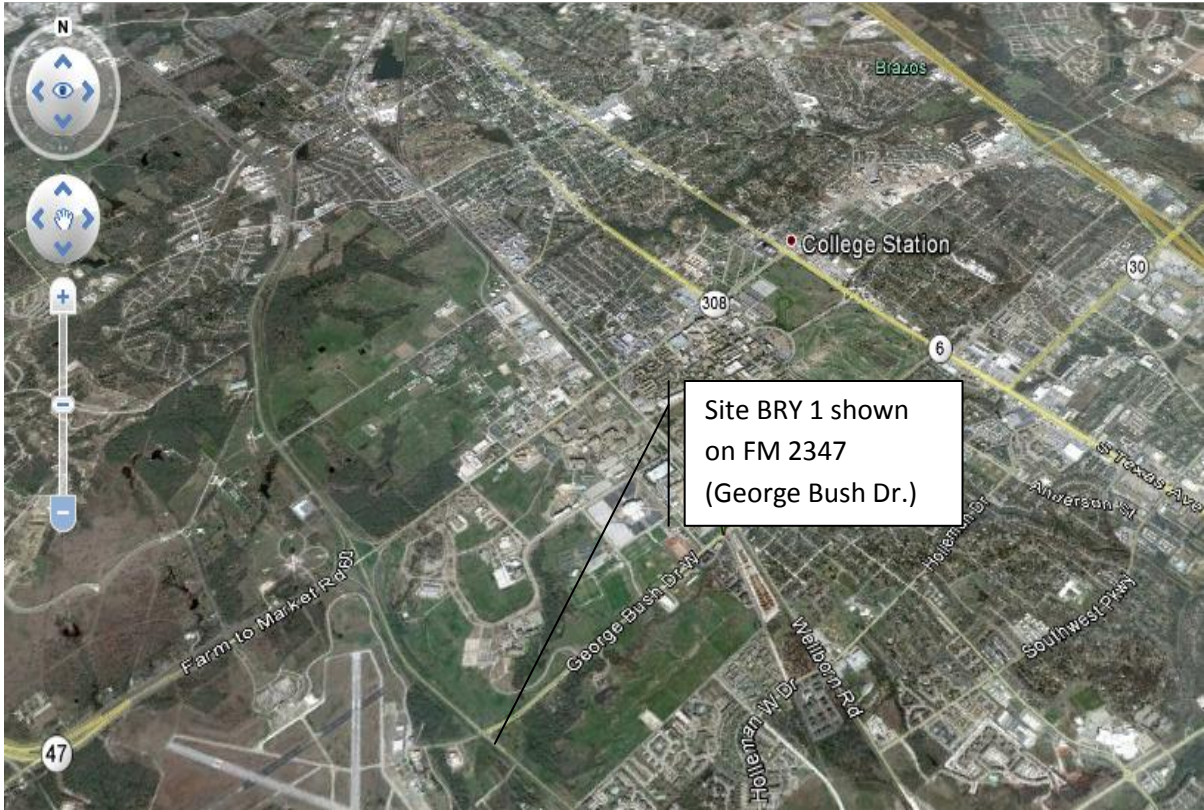 N
Brazos
College Station
30
308
6
Site BRY 1 shown
on FM 2347
(George Bush Dr.)
S Texas Ave
Anderson St
Holleman Dr
Farm to Market Rd 60
George Bush Dr W
Southwest Pkwy
Wellborn Rd
Holleman W Dr
47